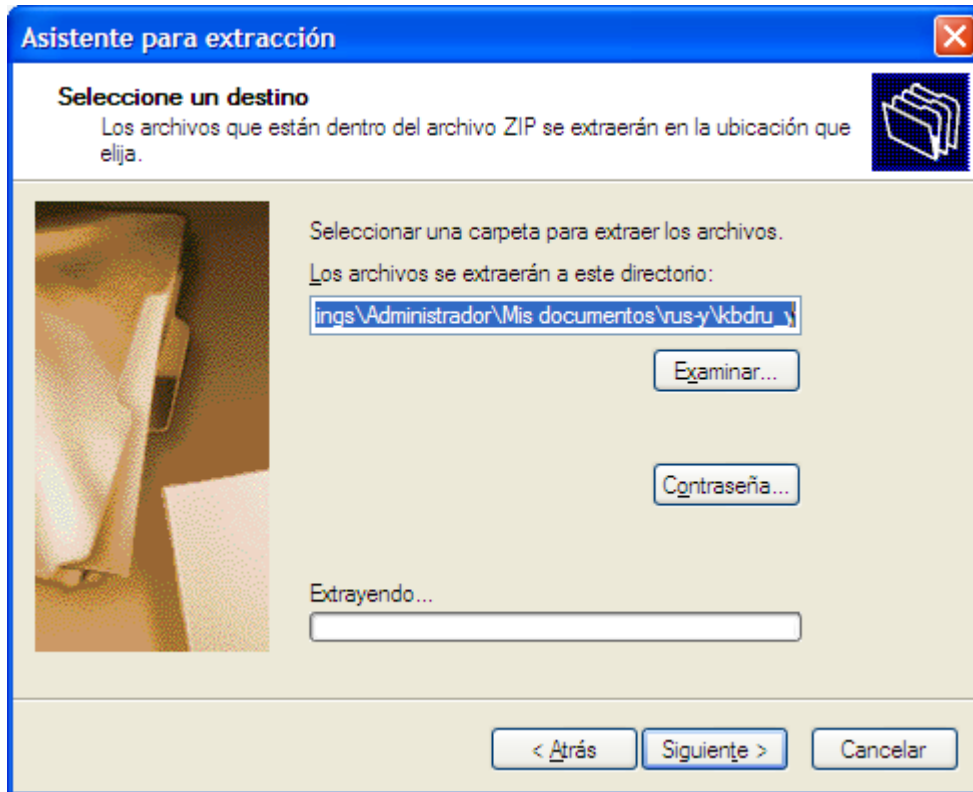 Asistente para extracción
Seleccione un destino
Los archivos que están dentro del archivo ZIP se extraerán en la ubicación que
elija.
Seleccionar una carpeta para extraer los archivos.
Los archivos se extraerán a este directorio:
ings\Administrador\Mis documentos\rus-y\kbdru_y
Examinar...
Contraseña...
Extrayendo...
< Atrás Siguiente > Cancelar